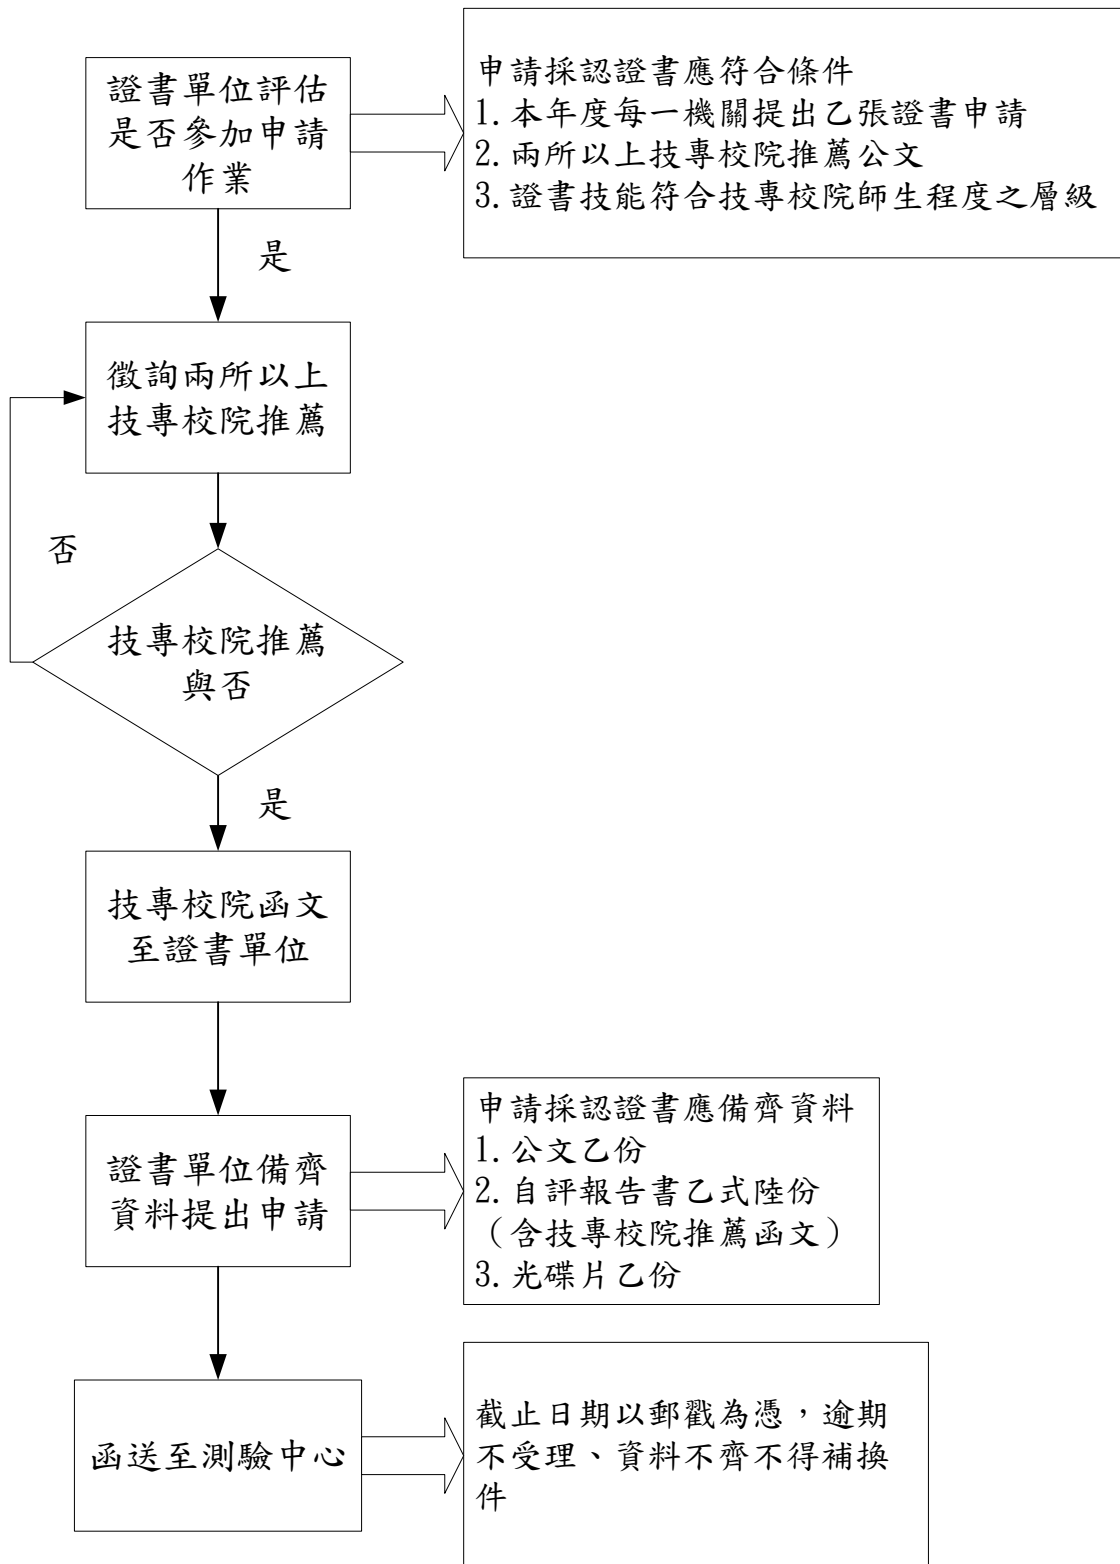 證書單位評估
是否參加申請
作業
申請採認證書應符合條件
1.本年度每一機關提出乙張證書申請
2.兩所以上技專校院推薦公文
3.證書技能符合技專校院師生程度之層級
是
徵詢兩所以上
技專校院推薦
否
技專校院推薦
與否
是
技專校院函文
至證書單位
證書單位備齊
資料提出申請
申請採認證書應備齊資料
1.公文乙份
2.自評報告書乙式陸份
(含技專校院推薦函文)
3.光碟片乙份
函送至測驗中心
截止日期以郵戳為憑，逾期
不受理、資料不齊不得補換
件